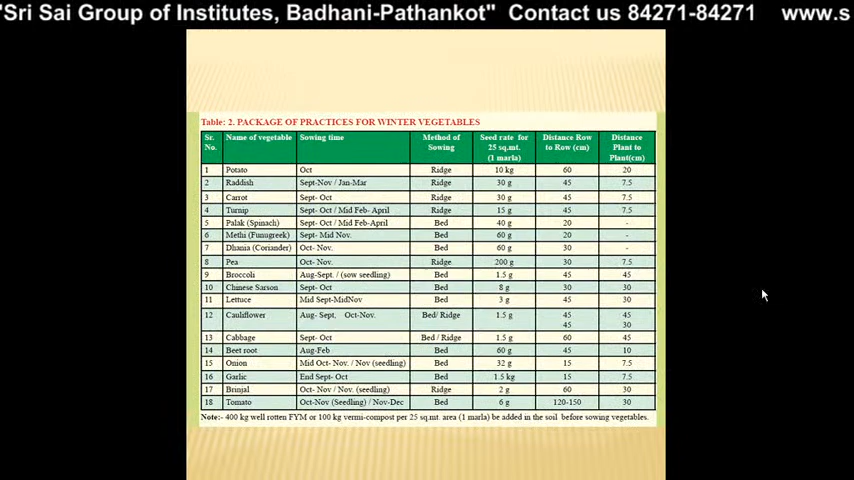 "Sri Sai Group of Institutes, Badhani-Pathankot" Contact us 84271-84271 www.s
Table: 2. PACKAGE OF PRACTICES FOR WINTER VEGETABLES
Sr. No. Name of vegetable Sowing time Method of Sowing Seed rate for 25 sq.mt. (1 marla) Distance Row to Row (cm) Distance Plant to Plant(cm)
1 Potato Oct Ridge 10 kg 60 20
2 Raddish Sept-Nov / Jan-Mar Ridge 30 g 45 7.5
3 Carrot Sept- Oct Ridge 30 g 45 7.5
4 Turnip Sept- Oct / Mid Feb- April Ridge 15 g 45 7.5
5 Palak (Spinach) Sept- Oct / Mid Feb-April Bed 40 g 20 -
6 Methi (Funugreek) Sept- Mid Nov. Bed 60 g 20 -
7 Dhania (Coriander) Oct- Nov. Bed 60 g 30 -
8 Pea Oct- Nov. Ridge 200 g 30 7.5
9 Broccoli Aug-Sept. / (sow seedling) Bed 1.5 g 45 45
10 Chinese Sarson Sept- Oct Bed 8 g 30 30
11 Lettuce Mid Sept-MidNov Bed 3 g 45 30
12 Cauliflower Aug- Sept, Oct-Nov. Bed/ Ridge 1.5 g 45 45
45 30
13 Cabbage Sept- Oct Bed / Ridge 1.5 g 60 45
14 Beet root Aug-Feb Bed 60 g 45 10
15 Onion Mid Oct- Nov. / Nov (seedling) Bed 32 g 15 7.5
16 Garlic End Sept- Oct Bed 1.5 kg 15 7.5
17 Brinjal Oct- Nov / Nov. (seedling) Ridge 2 g 60 30
18 Tomato Oct-Nov (Seedling) / Nov-Dec Bed 6 g 120-150 30
Note:- 400 kg well rotten FYM or 100 kg vermi-compost per 25 sq.mt. area (1 marla) be added in the soil before sowing vegetables.